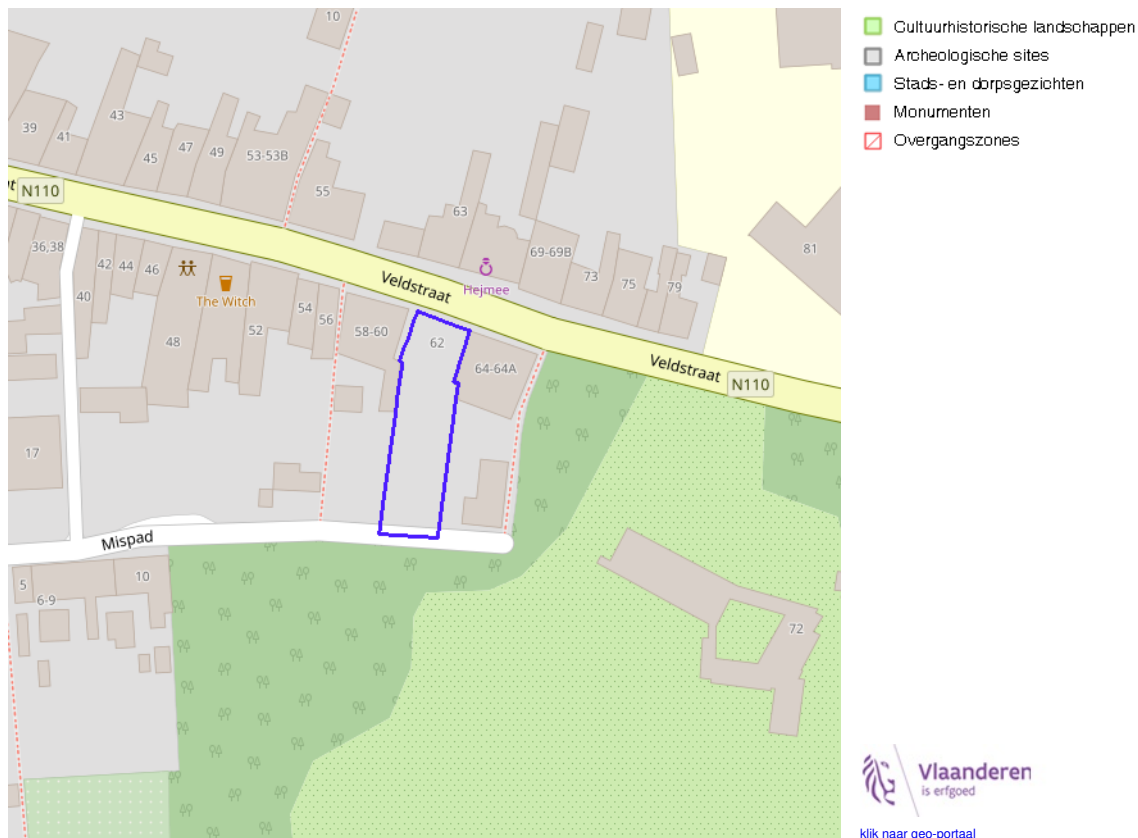 10
39
41
43
45
47
49
53-53B
55
N110
63
69-69B
73
75
79
81
36,38
42
44
46
40
48
The Witch
52
54
56
58-60
Veldstraat
Hejmee
62
64-64A
Veldstraat
N110
17
Mispad
5
6-9
10
72
Cultuurhistorische landschappen
Archeologische sites
Stads- en dorpsgezichten
Monumenten
Overgangszones
Vlaanderen
is erfgoed
klik naar geo-portaal